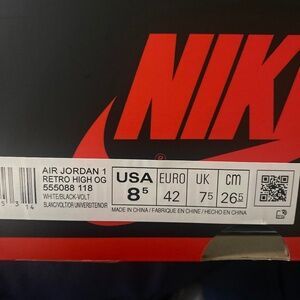 NIKE
AIR JORDAN 1
RETRO HIGH OG
555088 118
WHITE/BLACK-VOLT
BLANC/VOLT/OR UNIVERSITE/NOIR
USA EURO UK cm
8⁵ 42 7⁵ 26⁵
MADE IN CHINA / FABRIQUE EN CHINE / HECHO EN CHINA